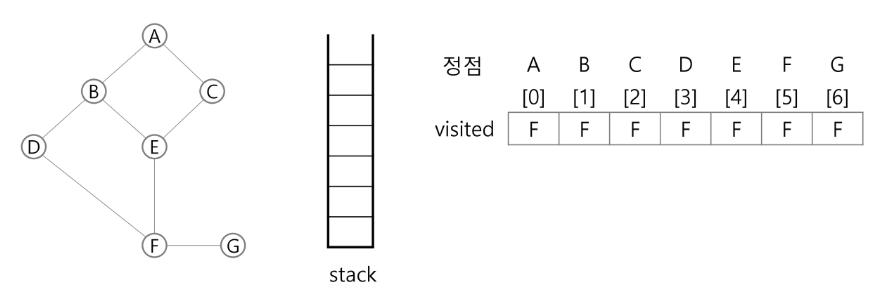 A
B
C
D
E
F
G
stack
정점 A B C D E F G
[0] [1] [2] [3] [4] [5] [6]
visited F F F F F F F